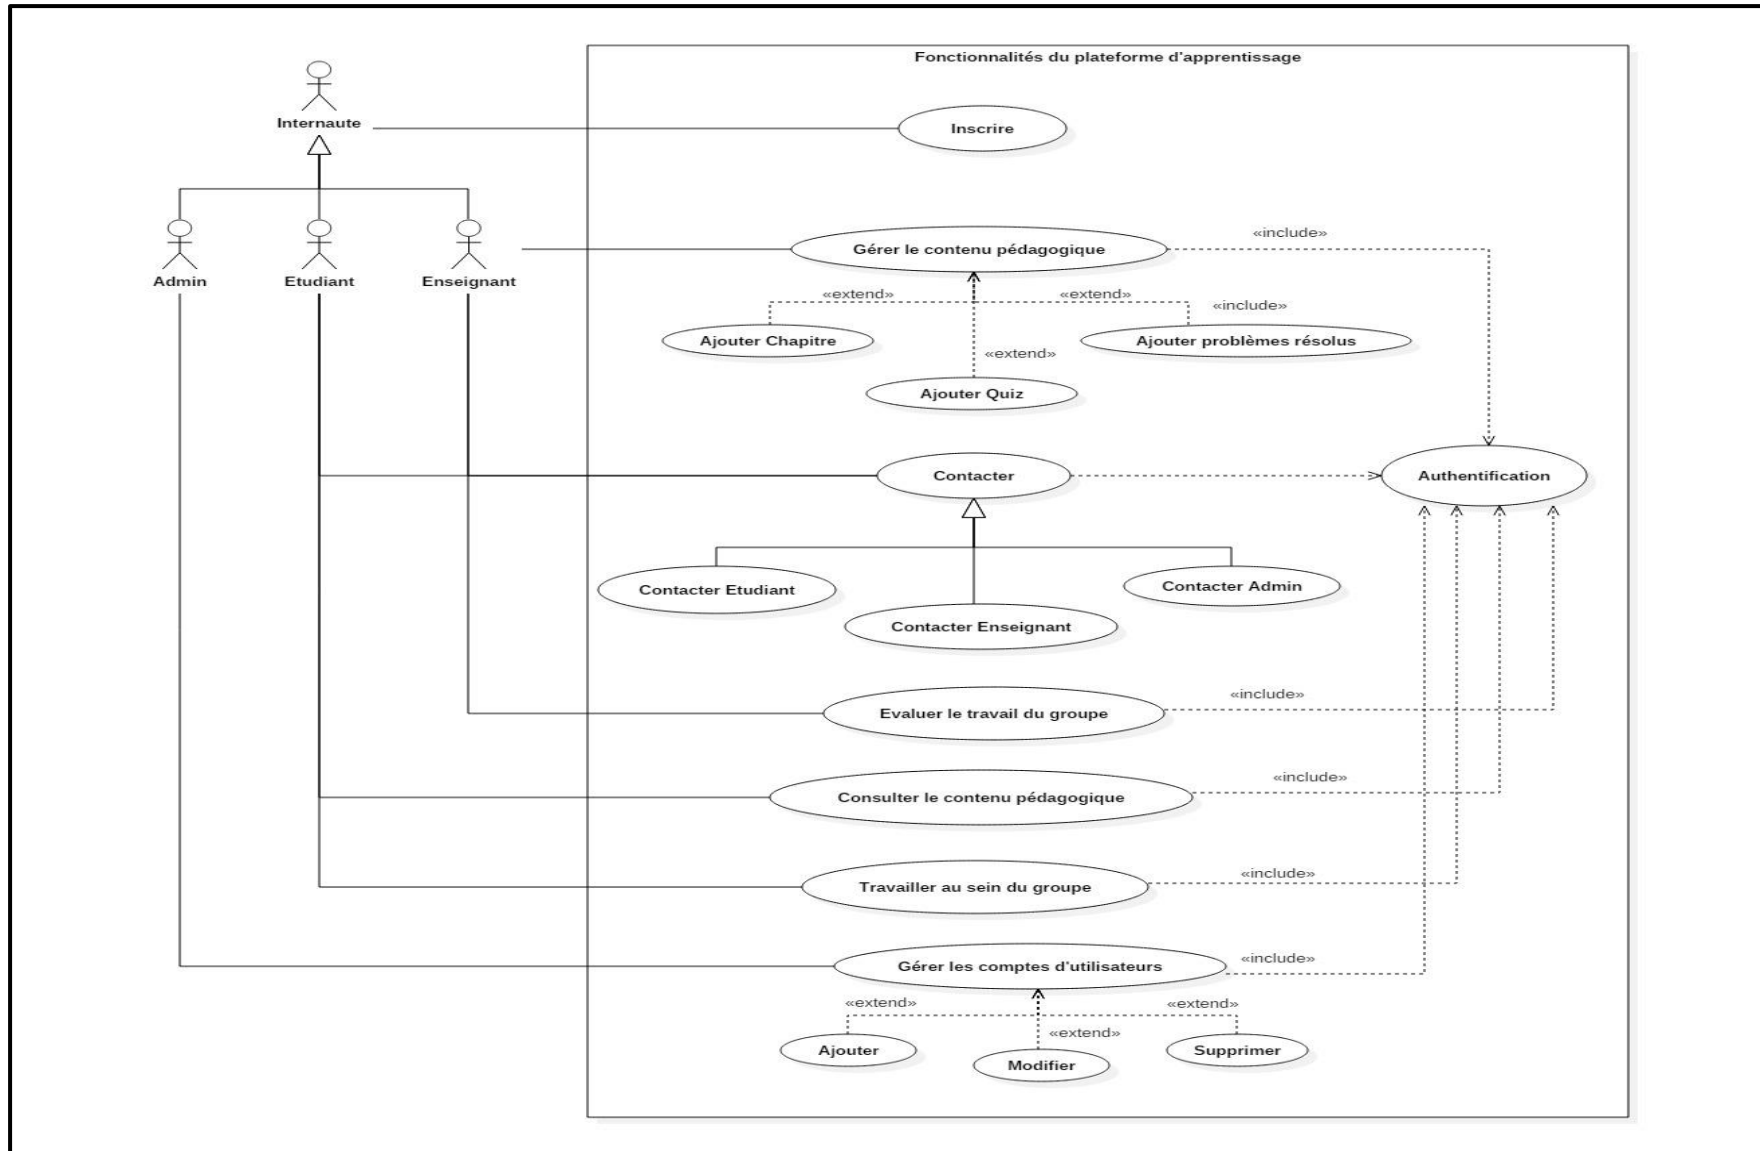 Fonctionnalités du plateforme d'apprentissage
Internaute
Inscrire
Admin
Etudiant
Enseignant
Gérer le contenu pédagogique
«include»
«extend»
«extend»
«include»
Ajouter Chapitre
Ajouter problèmes résolus
«extend»
Ajouter Quiz
Contacter
Authentification
Contacter Etudiant
Contacter Admin
Contacter Enseignant
«include»
Evaluer le travail du groupe
«include»
Consulter le contenu pédagogique
«include»
Travailler au sein du groupe
«include»
Gérer les comptes d'utilisateurs
«extend»
«extend»
«extend»
Ajouter
Modifier
Supprimer